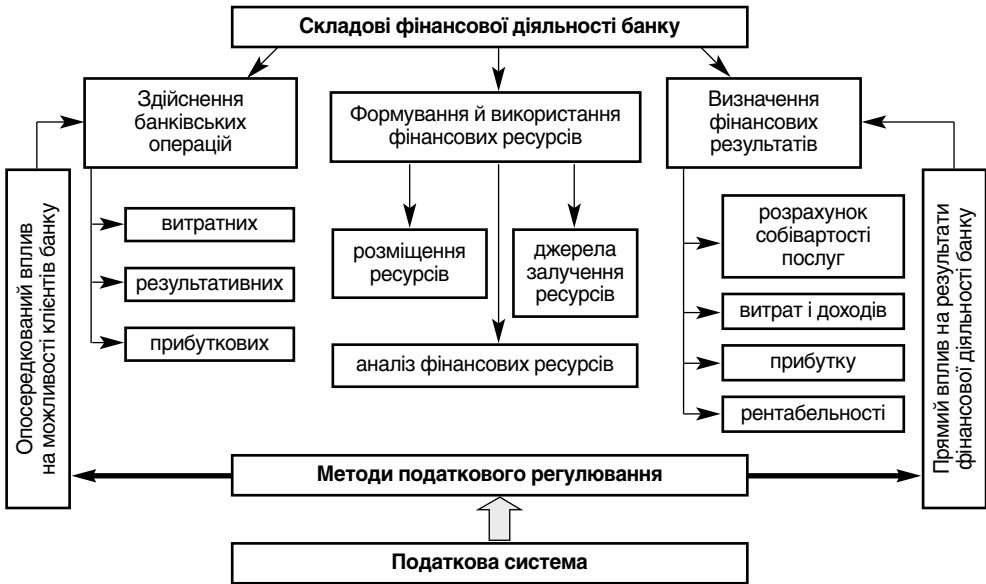 Складові фінансової діяльності банку
Здійснення
банківських
операцій
витратних
результативних
прибуткових
Формування й використання
фінансових ресурсів
розміщення
ресурсів
джерела
залучення
ресурсів
аналіз фінансових ресурсів
Визначення
фінансових
результатів
розрахунок
собівартості
послуг
витрат і доходів
прибутку
рентабельності
Опосередкований вплив
на можливості клієнтів банку
Прямий вплив на результати
фінансової діяльності банку
Методи податкового регулювання
Податкова система